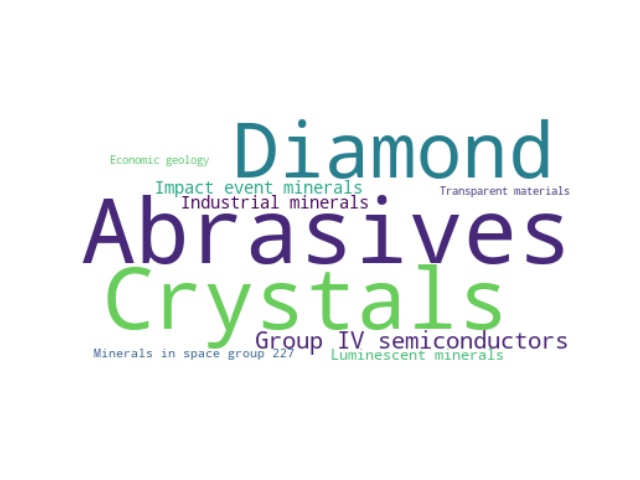 Diamond
Economic geology
Impact event minerals
Transparent materials
Industrial minerals
Abrasives
Crystals
Group IV semiconductors
Minerals in space group 227
Luminescent minerals